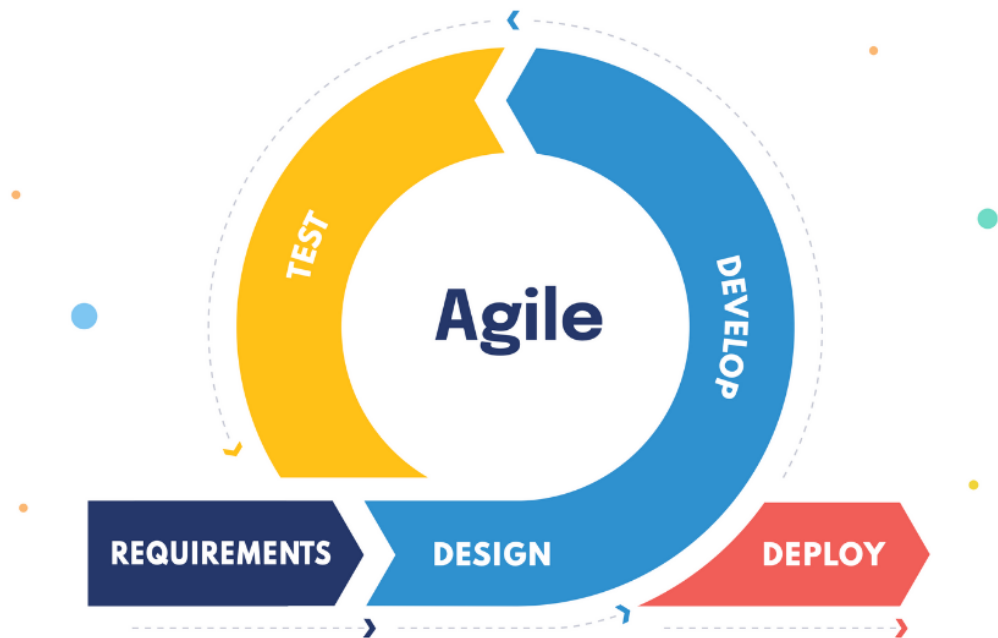 TEST
DEVELOP
Agile
REQUIREMENTS
DESIGN
DEPLOY